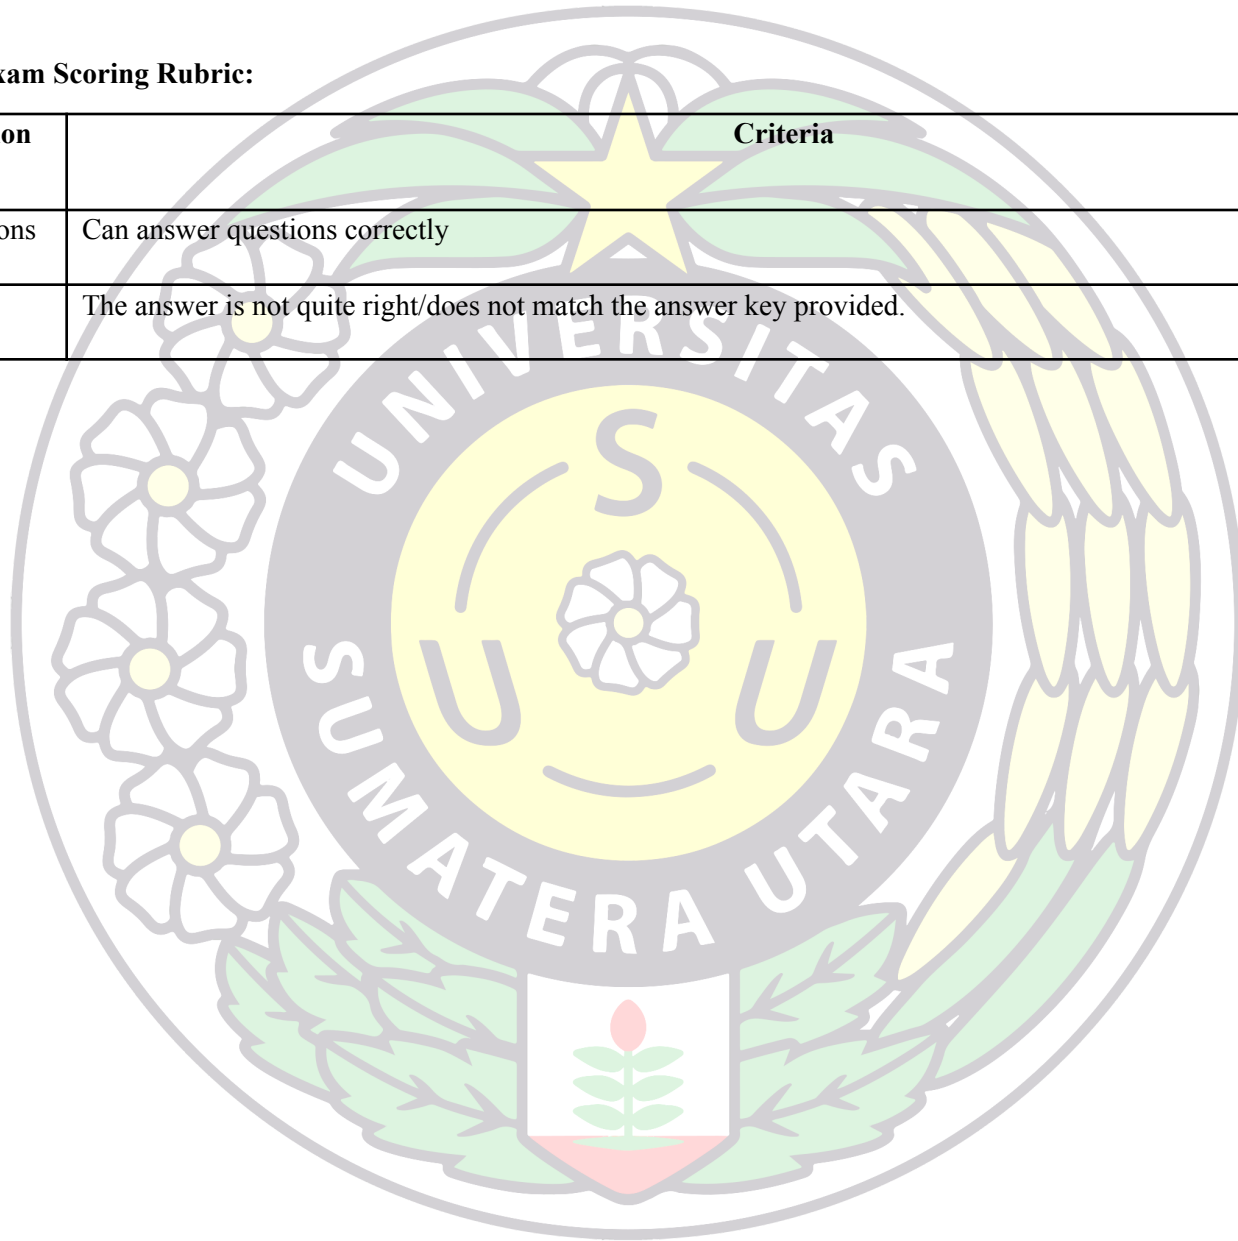 xam Scoring Rubric:
on
Criteria
ons
Can answer questions correctly
The answer is not quite right/does not match the answer key provided.
UNIVERSITAS
S
U U
SUMATERA UTARA